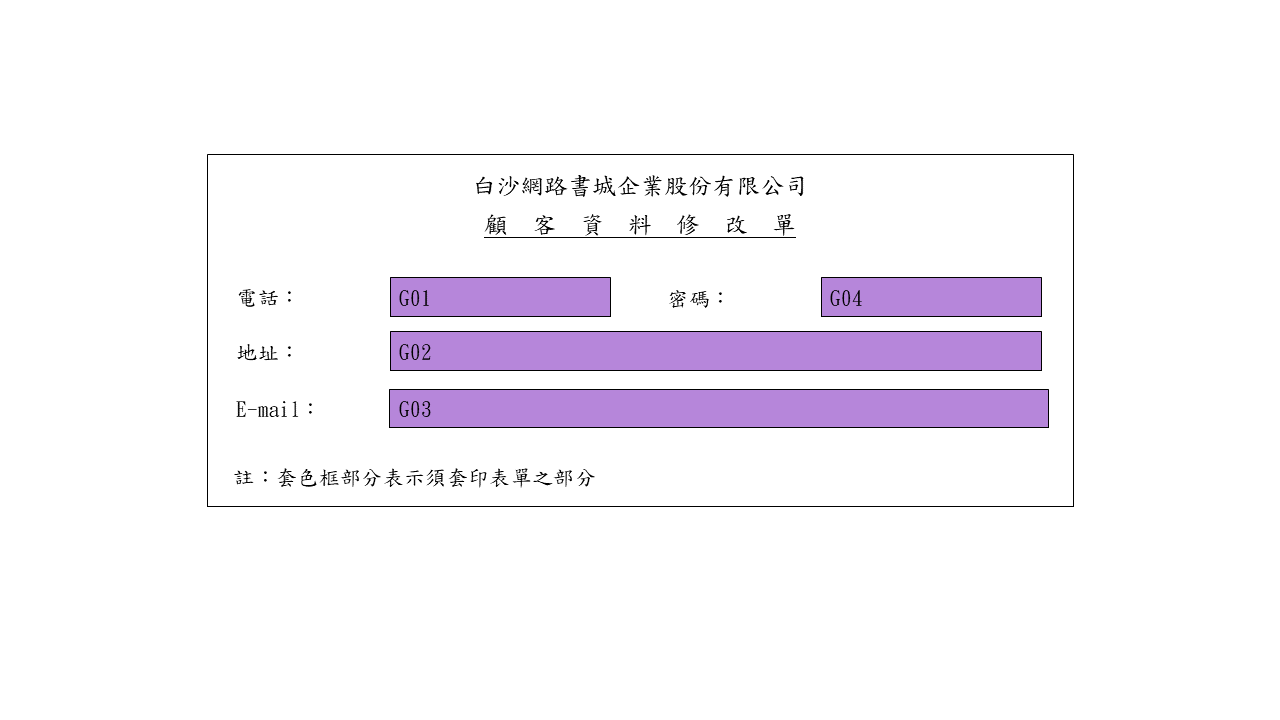 白沙網路書城企業股份有限公司
顧客資料修改單
電話： G01 密碼： G04
地址： G02
E-mail： G03
註：套色框部分表示須套印表單之部分